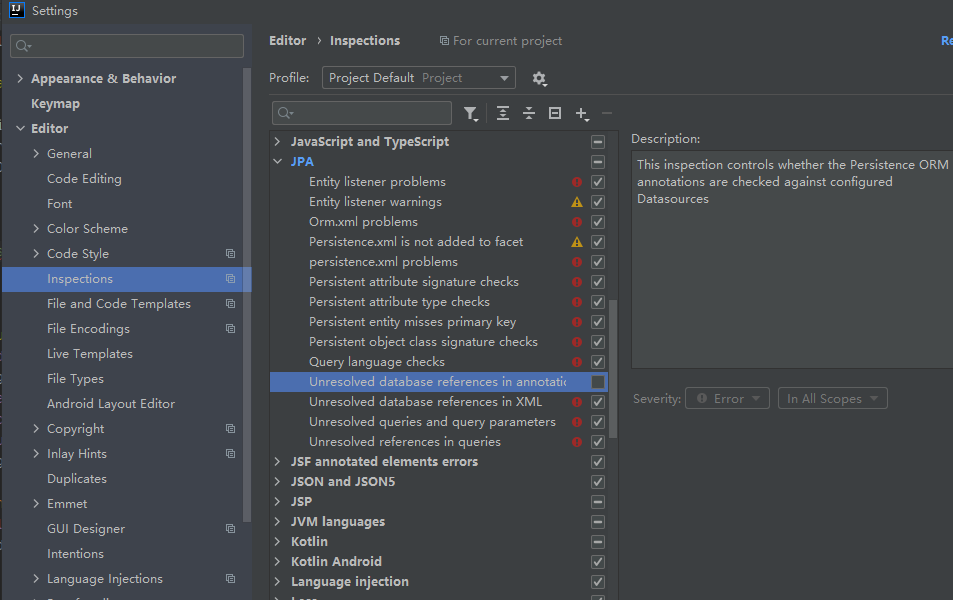 Settings
Appearance & Behavior
Keymap
Editor
General
Code Editing
Font
Color Scheme
Code Style
Inspections
File and Code Templates
File Encodings
Live Templates
File Types
Android Layout Editor
Copyright
Inlay Hints
Duplicates
Emmet
GUI Designer
Intentions
Language Injections
Editor › Inspections For current project
Profile: Project Default Project
JavaScript and TypeScript
JPA
Entity listener problems
Entity listener warnings
Orm.xml problems
Persistence.xml is not added to facet
persistence.xml problems
Persistent attribute signature checks
Persistent attribute type checks
Persistent entity misses primary key
Persistent object class signature checks
Query language checks
Unresolved database references in annotatic
Unresolved database references in XML
Unresolved queries and query parameters
Unresolved references in queries
JSF annotated elements errors
JSON and JSON5
JSP
JVM languages
Kotlin
Kotlin Android
Language injection
Description:
This inspection controls whether the Persistence ORM
annotations are checked against configured
Datasources
Severity: Error In All Scopes